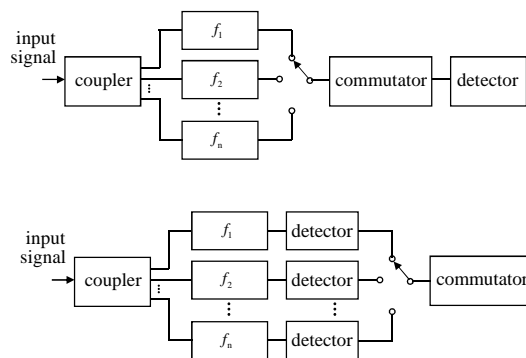 input
signal
coupler
f1
f2
fn
commutator
detector
input
signal
coupler
f1
detector
f2
detector
fn
detector
commutator